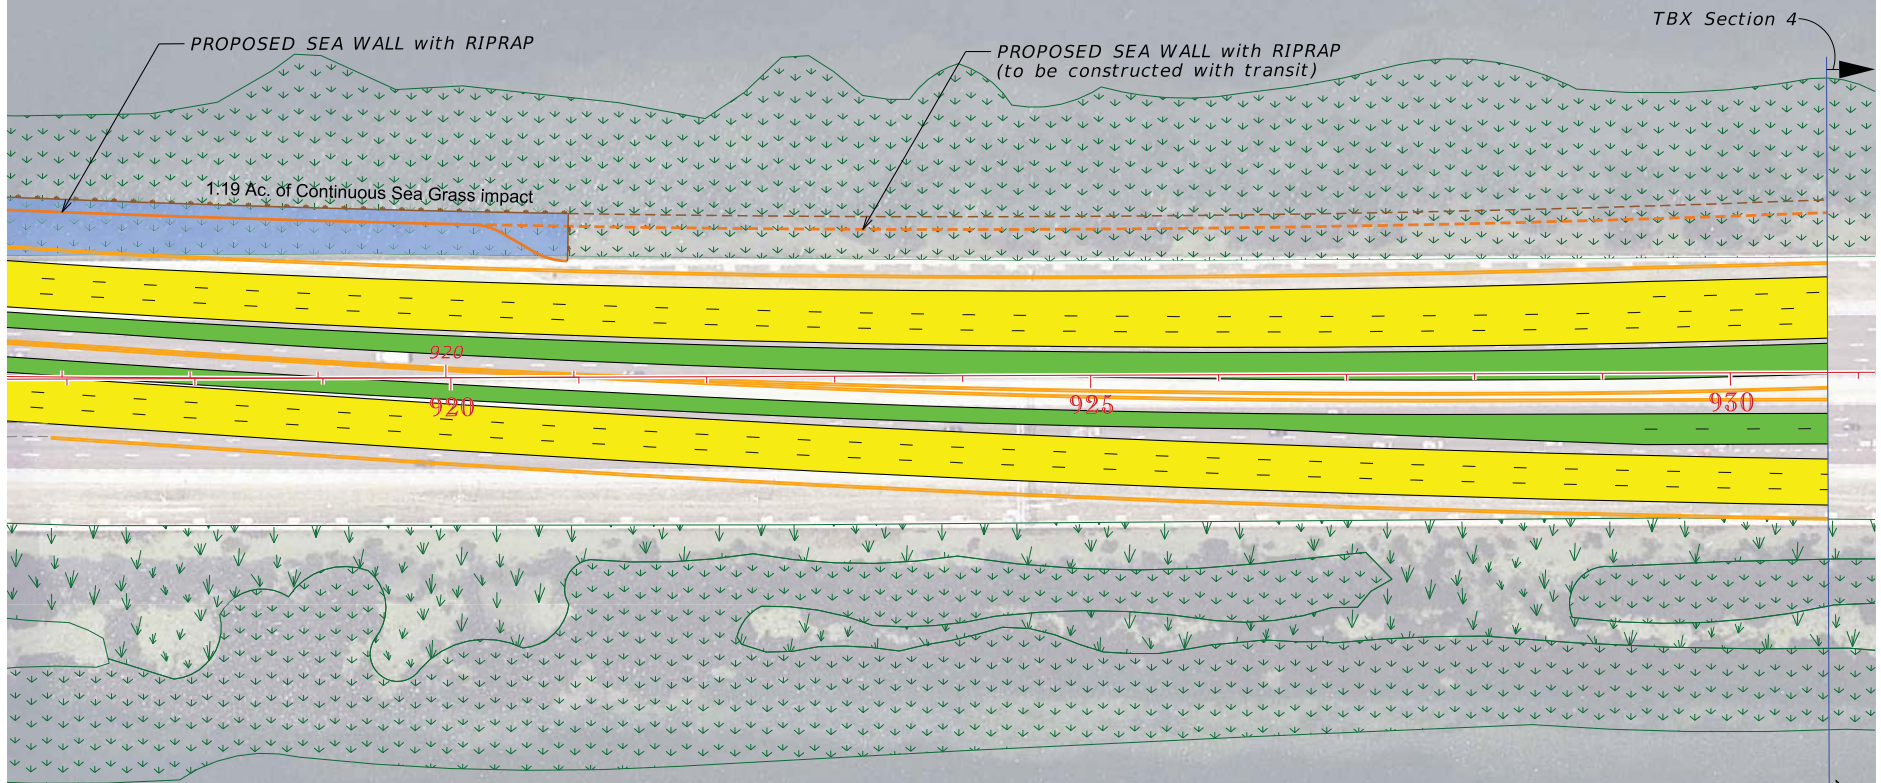 TBX Section 4
PROPOSED SEA WALL with RIPRAP
PROPOSED SEA WALL with RIPRAP
(to be constructed with transit)
1.19 Ac. of Continuous Sea Grass impact
920
920
925
930